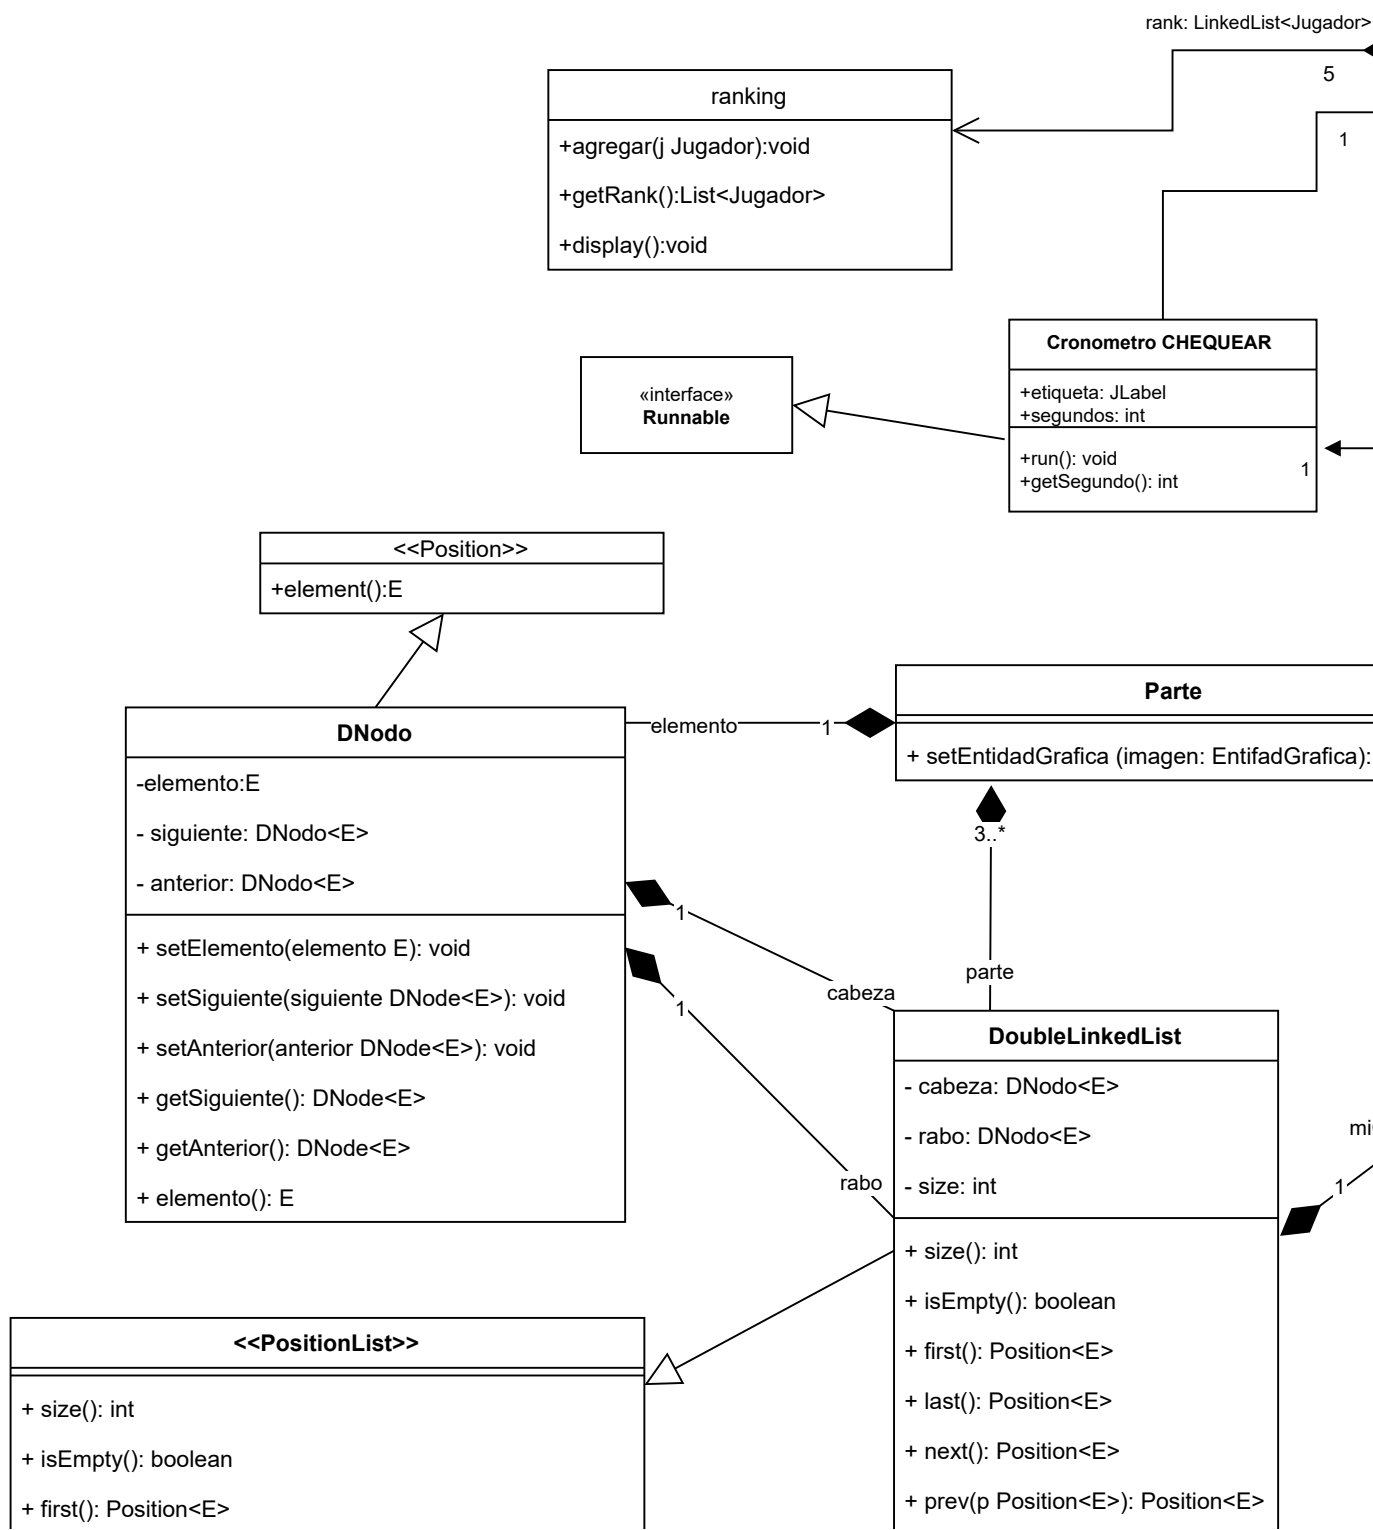 rank: LinkedList<Jugador>
5
ranking
+agregar(j Jugador):void
+getRank():List<Jugador>
+display():void
1
Cronometro CHEQUEAR
+etiqueta: JLabel
+segundos: int
+run(): void
+getSegundo(): int
1
«interface»
Runnable
<<Position>>
+element():E
Parte
+ setEntidadGrafica (imagen: EntifadGrafica):
elemento
1
3..*
parte
DNodo
-elemento:E
- siguiente: DNodo<E>
- anterior: DNodo<E>
+ setElemento(elemento E): void
+ setSiguiente(siguiente DNode<E>): void
+ setAnterior(anterior DNode<E>): void
+ getSiguiente(): DNode<E>
+ getAnterior(): DNode<E>
+ elemento(): E
1
cabeza
1
rabo
DoubleLinkedList
- cabeza: DNodo<E>
- rabo: DNodo<E>
- size: int
+ size(): int
+ isEmpty(): boolean
+ first(): Position<E>
+ last(): Position<E>
+ next(): Position<E>
+ prev(p Position<E>): Position<E>
1
<<PositionList>>
+ size(): int
+ isEmpty(): boolean
+ first(): Position<E>